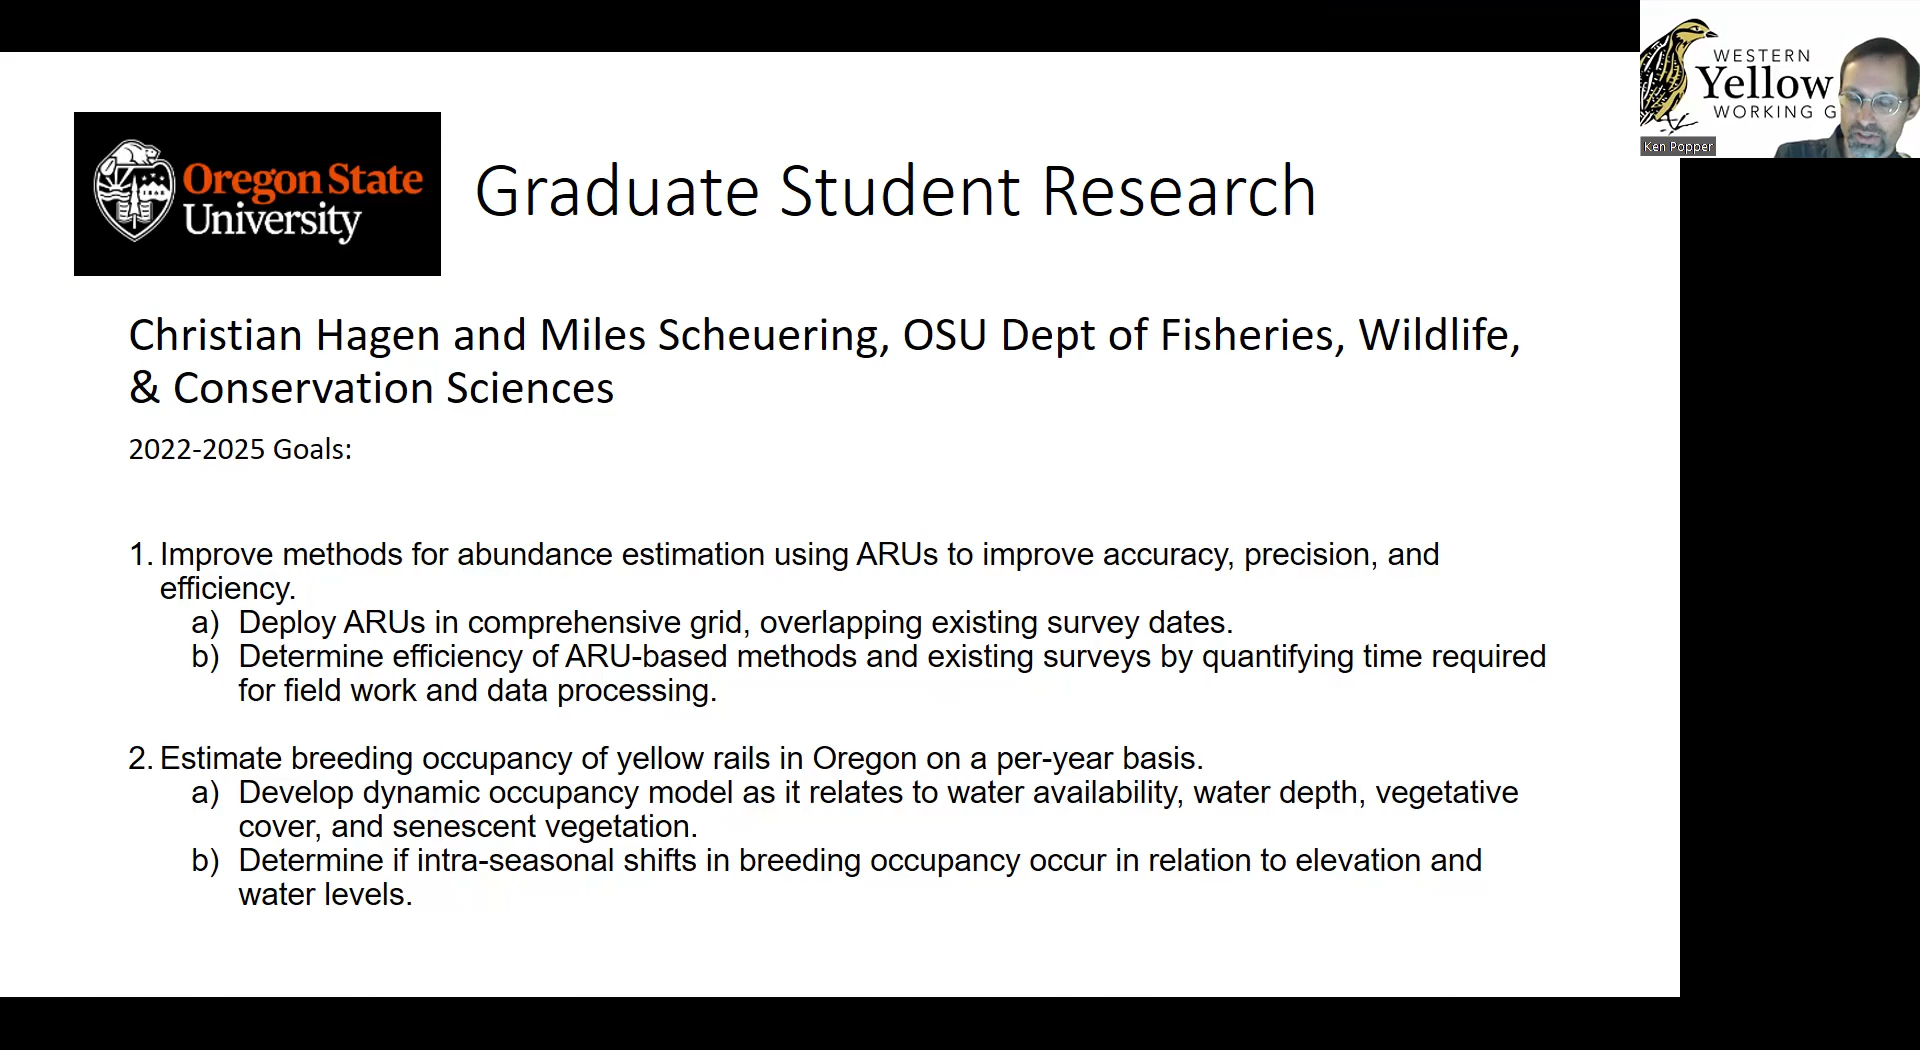 WESTERN
Yellow
WORKING G
Ken Popper
Oregon State
University
Graduate Student Research
Christian Hagen and Miles Scheuering, OSU Dept of Fisheries, Wildlife,
& Conservation Sciences
2022-2025 Goals:
1. Improve methods for abundance estimation using ARUs to improve accuracy, precision, and
efficiency.
a) Deploy ARUs in comprehensive grid, overlapping existing survey dates.
b) Determine efficiency of ARU-based methods and existing surveys by quantifying time required
for field work and data processing.
2. Estimate breeding occupancy of yellow rails in Oregon on a per-year basis.
a) Develop dynamic occupancy model as it relates to water availability, water depth, vegetative
cover, and senescent vegetation.
b) Determine if intra-seasonal shifts in breeding occupancy occur in relation to elevation and
water levels.